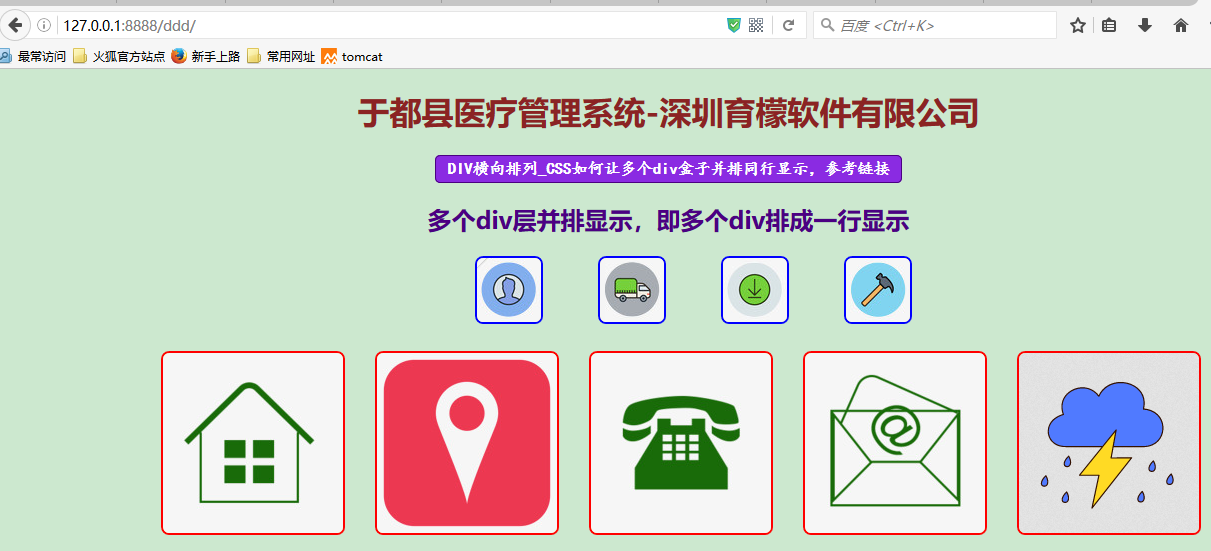 127.0.0.1:8888/ddd/
百度 <Ctrl+K>
最常访问 火狐官方站点 新手上路 常用网址 tomcat
于都县医疗管理系统-深圳育檬软件有限公司
DIV横向排列_CSS如何让多个div盒子并排同行显示，参考链接
多个div层并排显示，即多个div排成一行显示
@